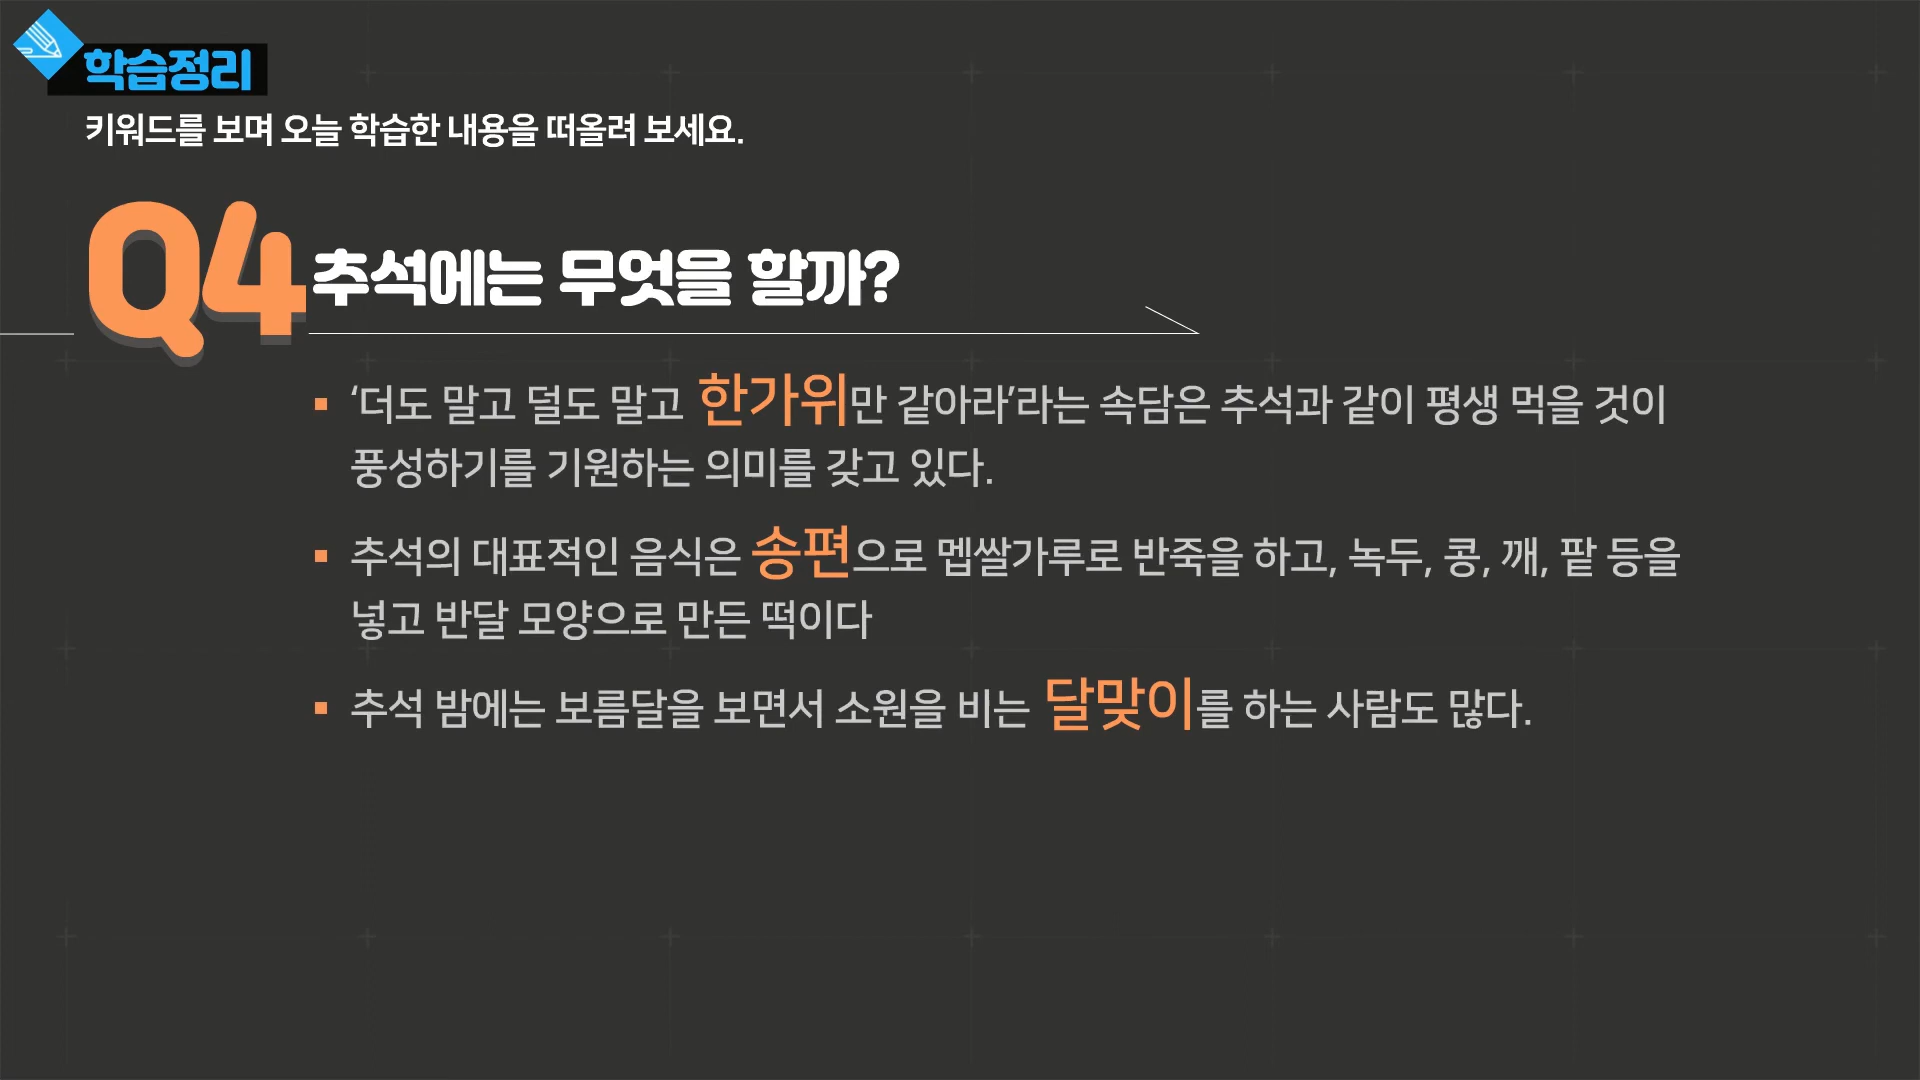 학습정리
키워드를 보며 오늘 학습한 내용을 떠올려 보세요.
Q4 추석에는 무엇을 할까?
▪ ‘더도 말고 덜도 말고 한가위만 같아라’라는 속담은 추석과 같이 평생 먹을 것이
풍성하기를 기원하는 의미를 갖고 있다.
▪ 추석의 대표적인 음식은 송편으로 멥쌀가루로 반죽을 하고, 녹두, 콩, 깨, 팥 등을
넣고 반달 모양으로 만든 떡이다
▪ 추석 밤에는 보름달을 보면서 소원을 비는 달맞이를 하는 사람도 많다.